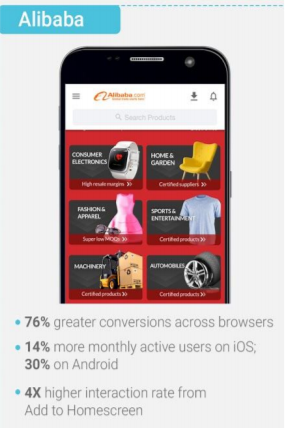 Alibaba
Alibaba.com
Search Products
CONSUMER
ELECTRONICS
High resale margins >>
HOME &
GARDEN
Certified suppliers >>
FASHION &
APPAREL
Super low MOQs >>
SPORTS &
ENTERTAINMENT
Certified products >>
MACHINERY
Certified products >>
AUTOMOBILES
Certified products >>
• 76% greater conversions across browsers
• 14% more monthly active users on iOS;
30% on Android
• 4X higher interaction rate from
Add to Homescreen